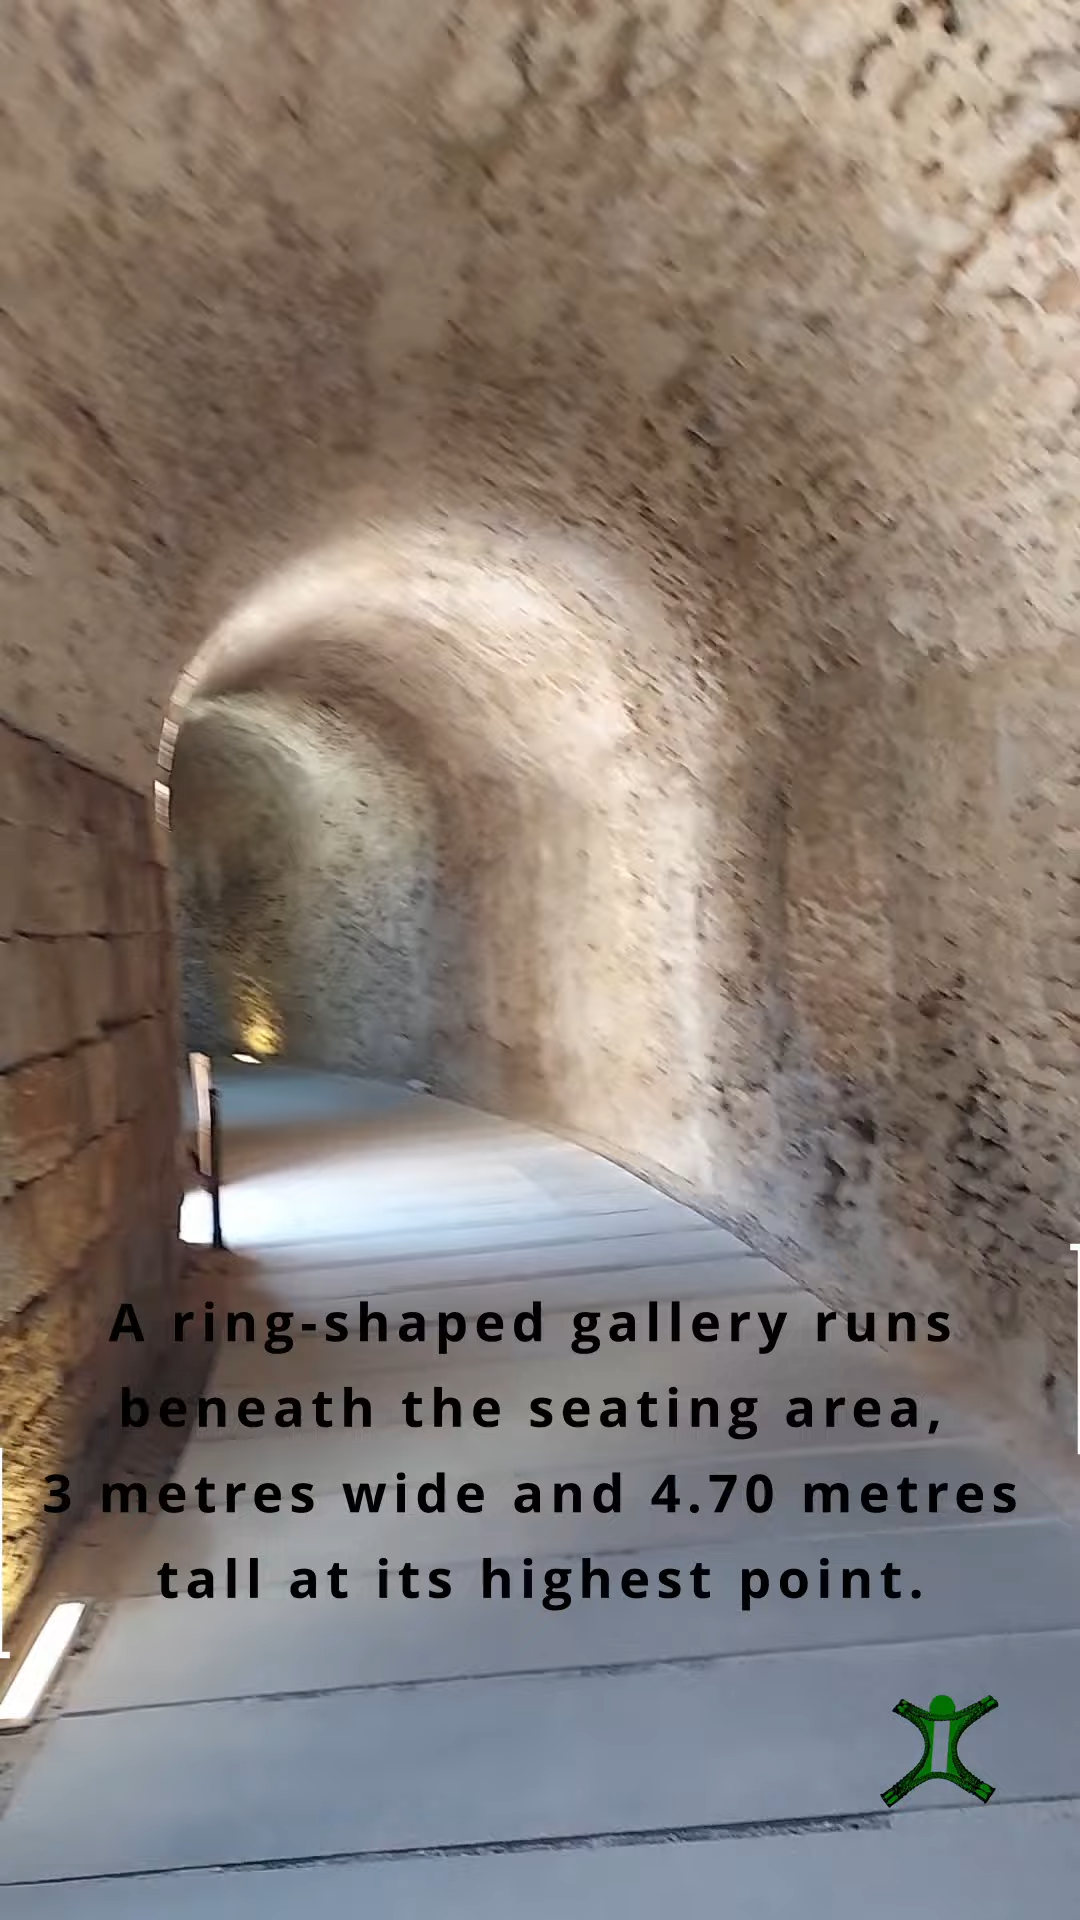 A ring-shaped gallery runs
beneath the seating area,
3 metres wide and 4.70 metres
tall at its highest point.